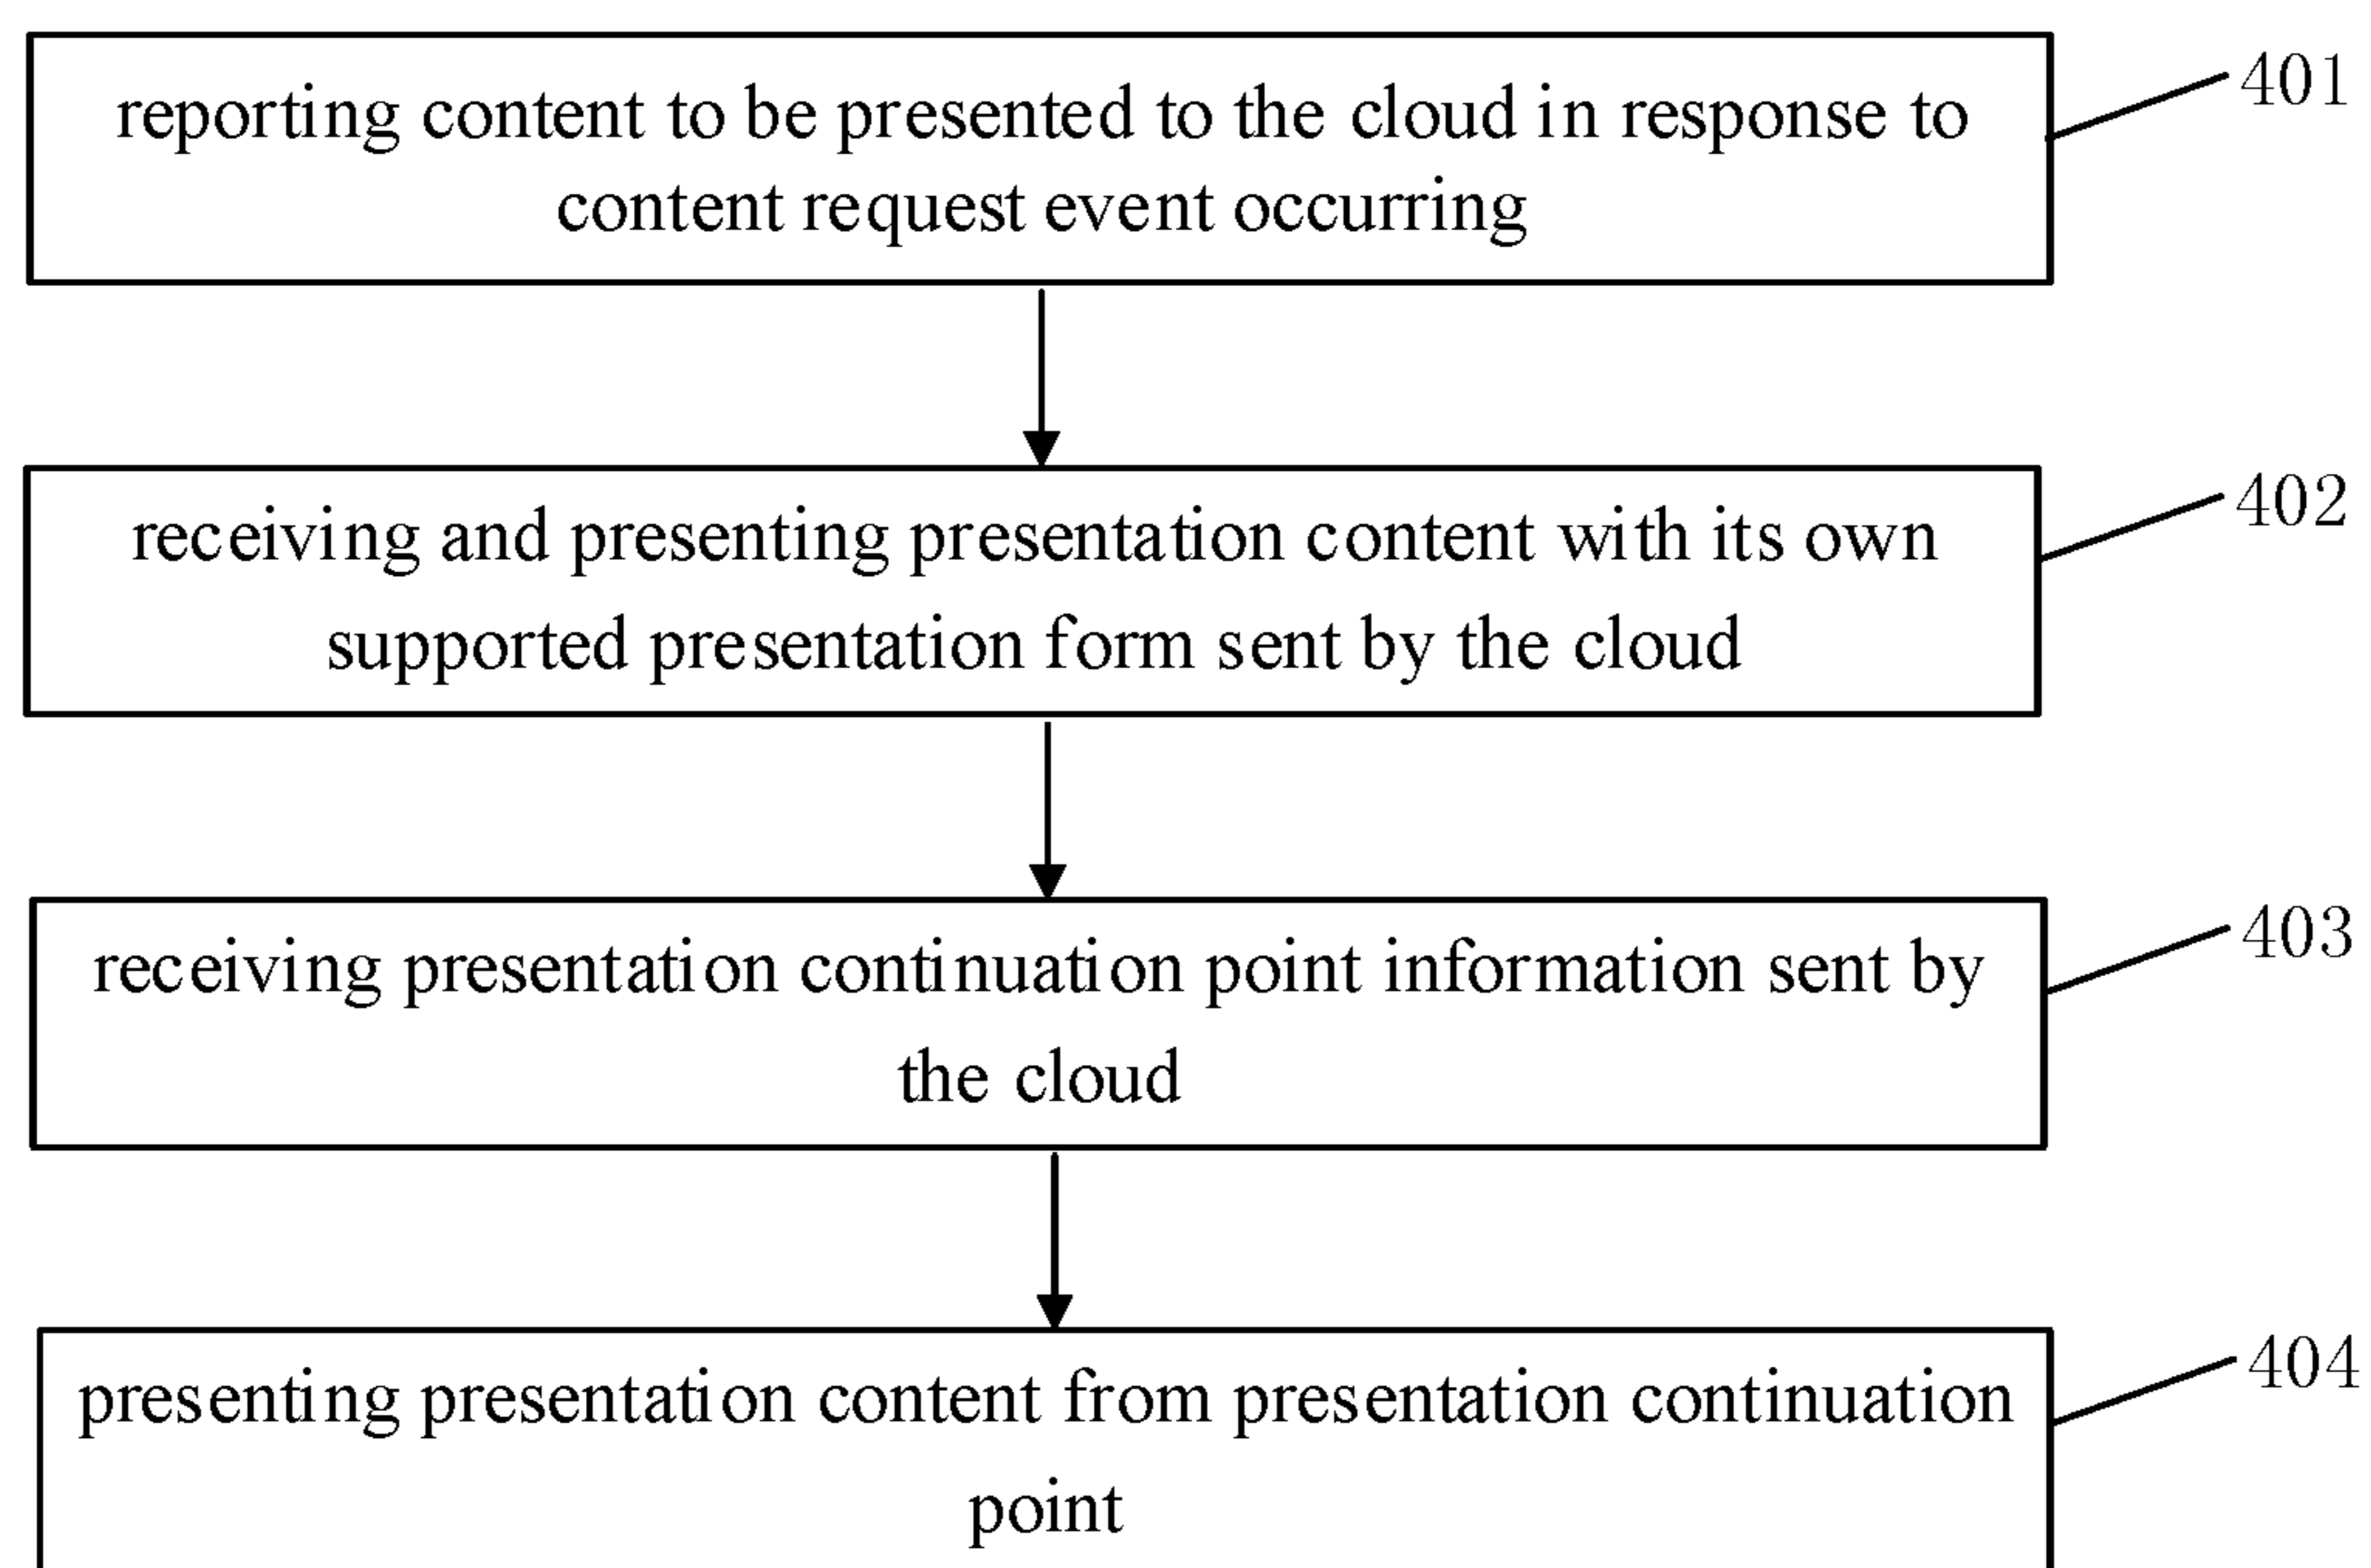 reporting content to be presented to the cloud in response to
401
content request event occurring
receiving and presenting presentation content with its own
402
supported presentation form sent by the cloud
receiving presentation continuation point information sent by
403
the cloud
presenting presentation content from presentation continuation
404
point